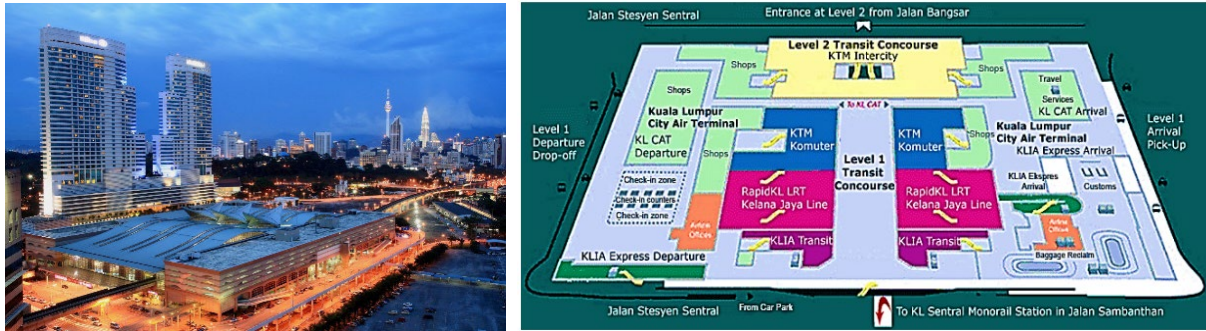 Hilton
Jalan Stesyen Sentral
Entrance at Level 2 from Jalan Bangsar
Level 2 Transit Concourse
KTM Intercity
Shops
Shops
Shops
Travel
Services
KL CAT Arrival
To KL CAT
Kuala Lumpur
City Air Terminal
KL CAT
Departure
Shops
KTM
Komuter
KTM
Komuter
Shops
Kuala Lumpur
City Air Terminal
KLIA Express Arrival
Level 1
Departure
Drop-off
Level 1
Arrival
Pick-Up
Level 1
Transit
Concourse
Check-in zone
Check-in counters
Check-in zone
RapidKL LRT
Kelana Jaya Line
RapidKL LRT
Kelana Jaya Line
KLIA Ekspres
Arrival
Customs
Airline
Offices
Airline
Offices
KLIA Transit
KLIA Transit
Baggage Reclaim
KLIA Express Departure
Jalan Stesyen Sentral
From Car Park
To KL Sentral Monorail Station in Jalan Sambanthan